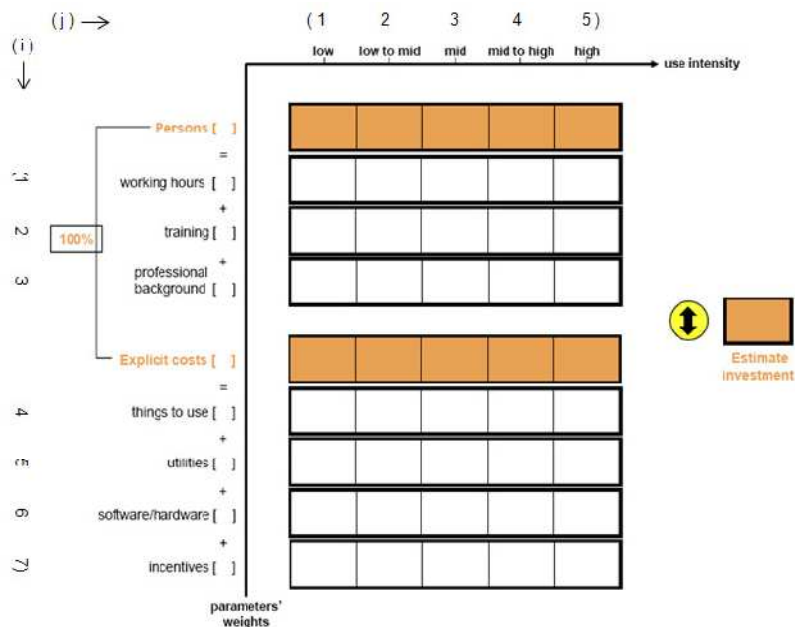 (j)
(1 2 3 4 5)
(i)
low low to mid mid mid to high high
use intensity
Persons [ ]
=
(1
working hours [ ]
+
2
training [ ]
100%
+
3
professional
background [ ]
Explicit costs [ ]
=
4
things to use [ ]
+
5
utilities [ ]
+
6
software/hardware [ ]
+
7)
incentives [ ]
Estimate
investment
parameters'
weights